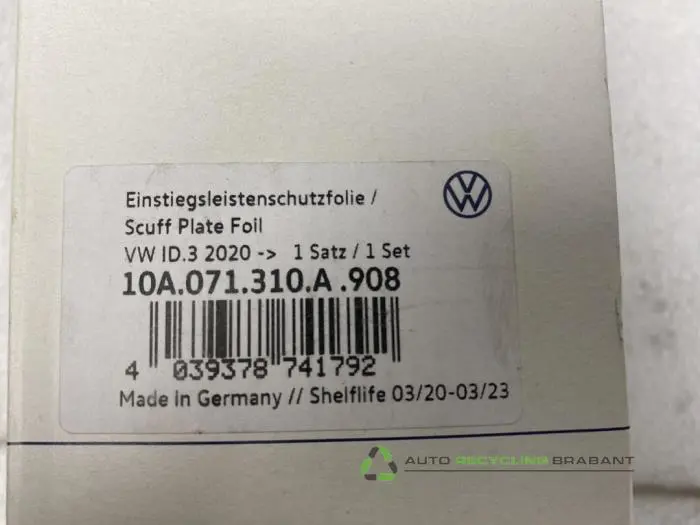 Einstiegsleistenschutzfolie /
Scuff Plate Foil
VW ID.3 2020 -> 1 Satz / 1 Set
10A.071.310.A .908
4 039378 741792
Made in Germany // Shelflife 03/20-03/23
AUTO RECYCLING BRABANT